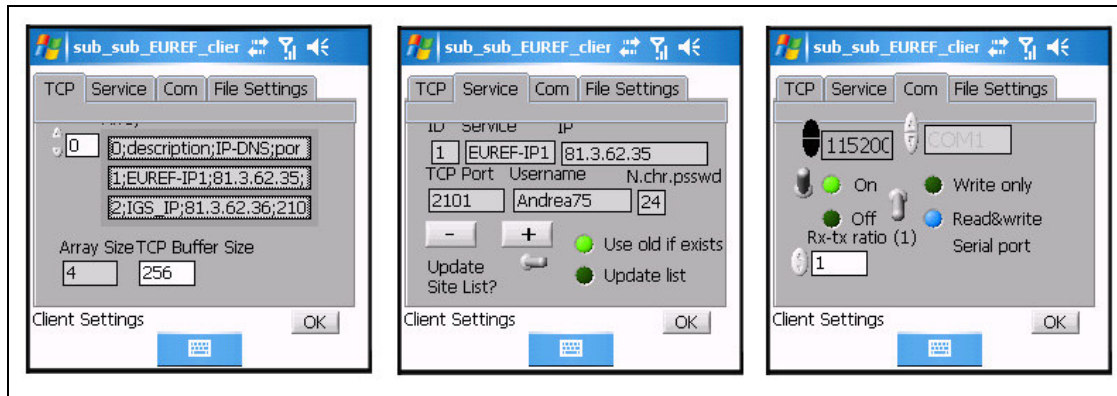 sub_sub_EUREF_clier
TCP Service Com File Settings
0
0;description;IP-DNS;por
1;EUREF-IP1;81.3.62.35;
2;IGS_IP;81.3.62.36;210
Array Size TCP Buffer Size
4 256
Client Settings OK
sub_sub_EUREF_clier
TCP Service Com File Settings
ID Service IP
1 EUREF-IP1 81.3.62.35
TCP Port Username N.chr.psswd
2101 Andrea75 24
- +
Use old if exists
Update
Site List?
Update list
Client Settings OK
sub_sub_EUREF_clier
TCP Service Com File Settings
COM1
On Write only
Off Read&write
Rx-tx ratio (1) Serial port
1
Client Settings OK